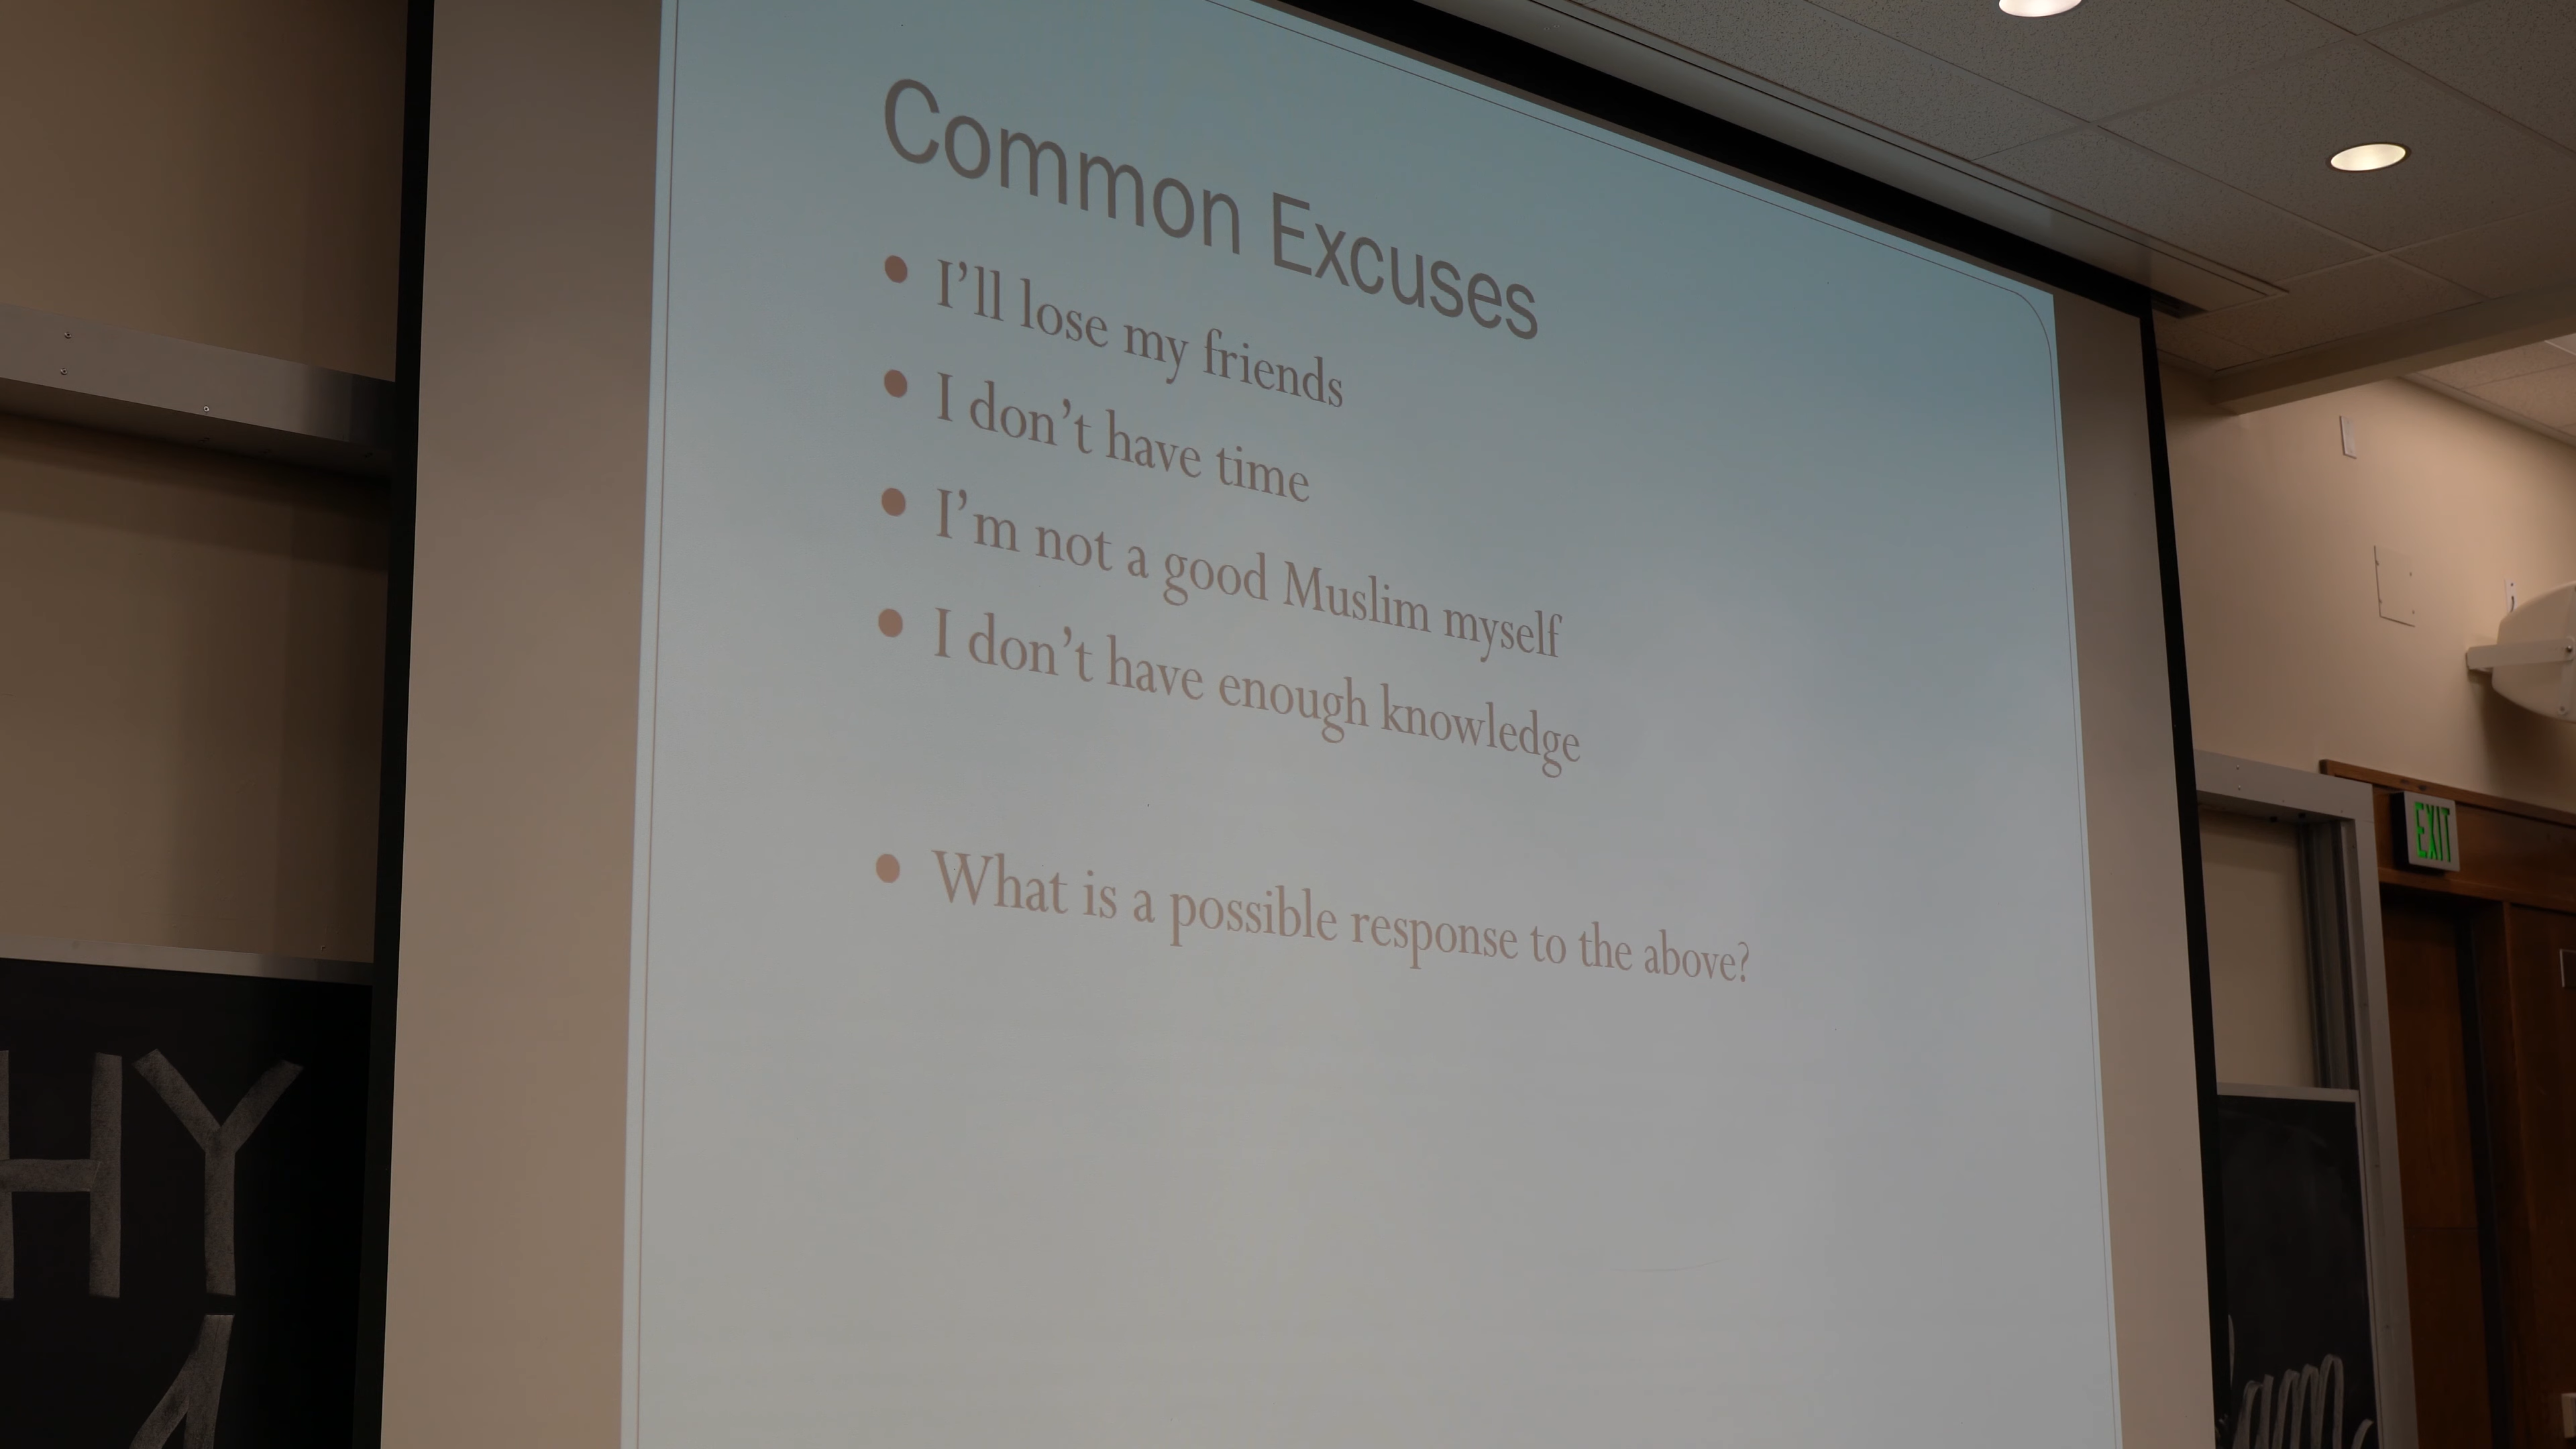 Common Excuses
• I’ll lose my friends
• I don’t have time
• I’m not a good Muslim myself
• I don’t have enough knowledge
• What is a possible response to the above?
EXIT
HY